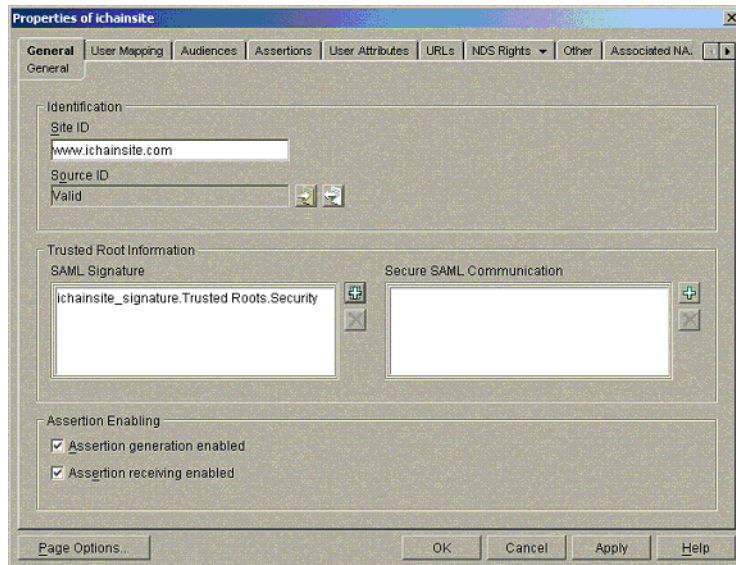 Properties of ichainsite
General User Mapping Audiences Assertions User Attributes URLs NDS Rights Other Associated NA.
General
Identification
Site ID
www.ichainsite.com
Source ID
Valid
Trusted Root Information
SAML Signature Secure SAML Communication
ichainsite_signature.Trusted Roots.Security
Assertion Enabling
Assertion generation enabled
Assertion receiving enabled
Page Options... OK Cancel Apply Help